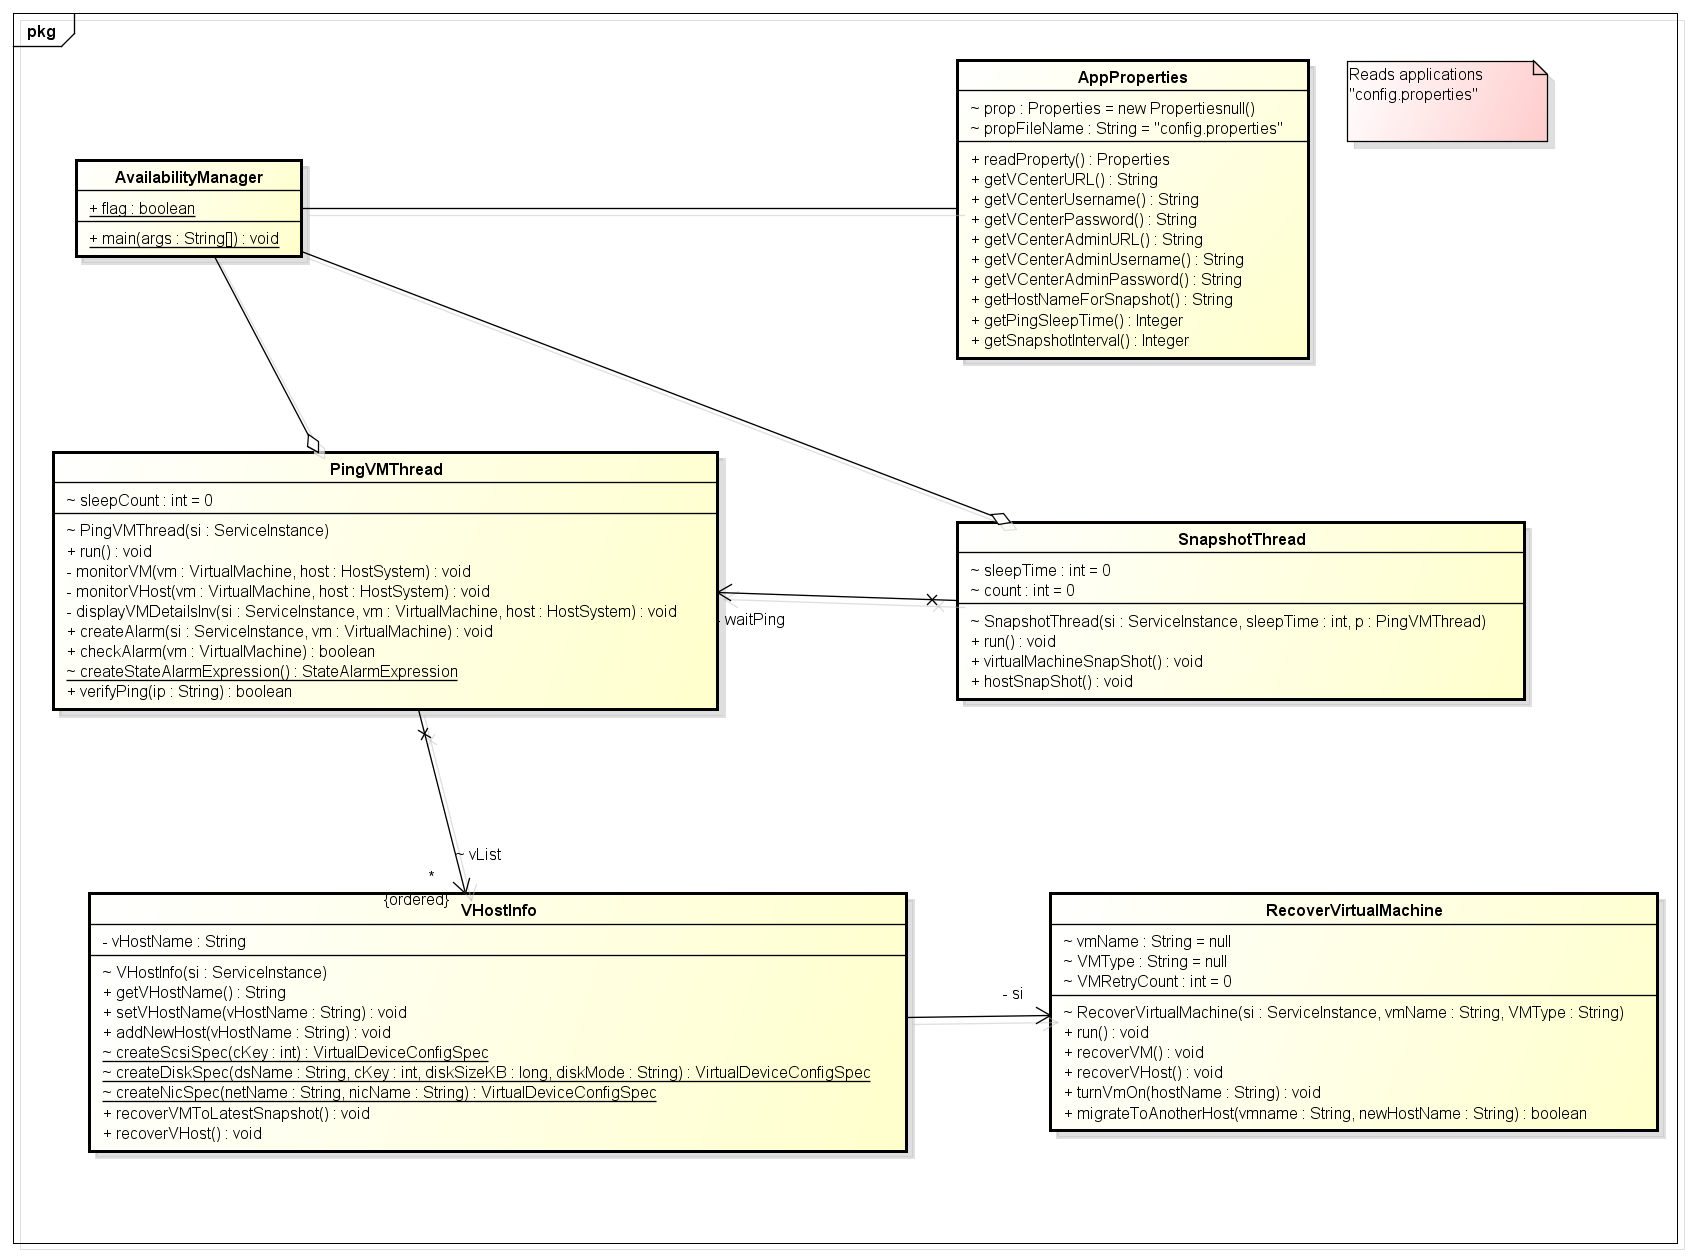 pkg
AppProperties
~ prop : Properties = new Propertiesnull()
~ propFileName : String = "config.properties"
+ readProperty() : Properties
+ getVCenterURL() : String
+ getVCenterUsername() : String
+ getVCenterPassword() : String
+ getVCenterAdminURL() : String
+ getVCenterAdminUsername() : String
+ getVCenterAdminPassword() : String
+ getHostNameForSnapshot() : String
+ getPingSleepTime() : Integer
+ getSnapshotInterval() : Integer
Reads applications
"config.properties"
AvailabilityManager
+ flag : boolean
+ main(args : String[]) : void
PingVMThread
~ sleepCount : int = 0
~ PingVMThread(si : ServiceInstance)
+ run() : void
- monitorVM(vm : VirtualMachine, host : HostSystem) : void
- monitorVHost(vm : VirtualMachine, host : HostSystem) : void
- displayVMDetailsInv(si : ServiceInstance, vm : VirtualMachine, host : HostSystem) : void
+ createAlarm(si : ServiceInstance, vm : VirtualMachine) : void
+ checkAlarm(vm : VirtualMachine) : boolean
~ createStateAlarmExpression() : StateAlarmExpression
+ verifyPing(ip : String) : boolean
- waitPing
SnapshotThread
~ sleepTime : int = 0
~ count : int = 0
~ SnapshotThread(si : ServiceInstance, sleepTime : int, p : PingVMThread)
+ run() : void
+ virtualMachineSnapShot() : void
+ hostSnapShot() : void
~ vList
*
{ordered}
VHostInfo
- vHostName : String
~ VHostInfo(si : ServiceInstance)
+ getVHostName() : String
+ setVHostName(vHostName : String) : void
+ addNewHost(vHostName : String) : void
~ createScsiSpec(cKey : int) : VirtualDeviceConfigSpec
~ createDiskSpec(dsName : String, cKey : int, diskSizeKB : long, diskMode : String) : VirtualDeviceConfigSpec
~ createNicSpec(netName : String, nicName : String) : VirtualDeviceConfigSpec
+ recoverVMToLatestSnapshot() : void
+ recoverVHost() : void
- si
RecoverVirtualMachine
~ vmName : String = null
~ VMType : String = null
~ VMRetryCount : int = 0
~ RecoverVirtualMachine(si : ServiceInstance, vmName : String, VMType : String)
+ run() : void
+ recoverVM() : void
+ recoverVHost() : void
+ turnVmOn(hostName : String) : void
+ migrateToAnotherHost(vmname : String, newHostName : String) : boolean